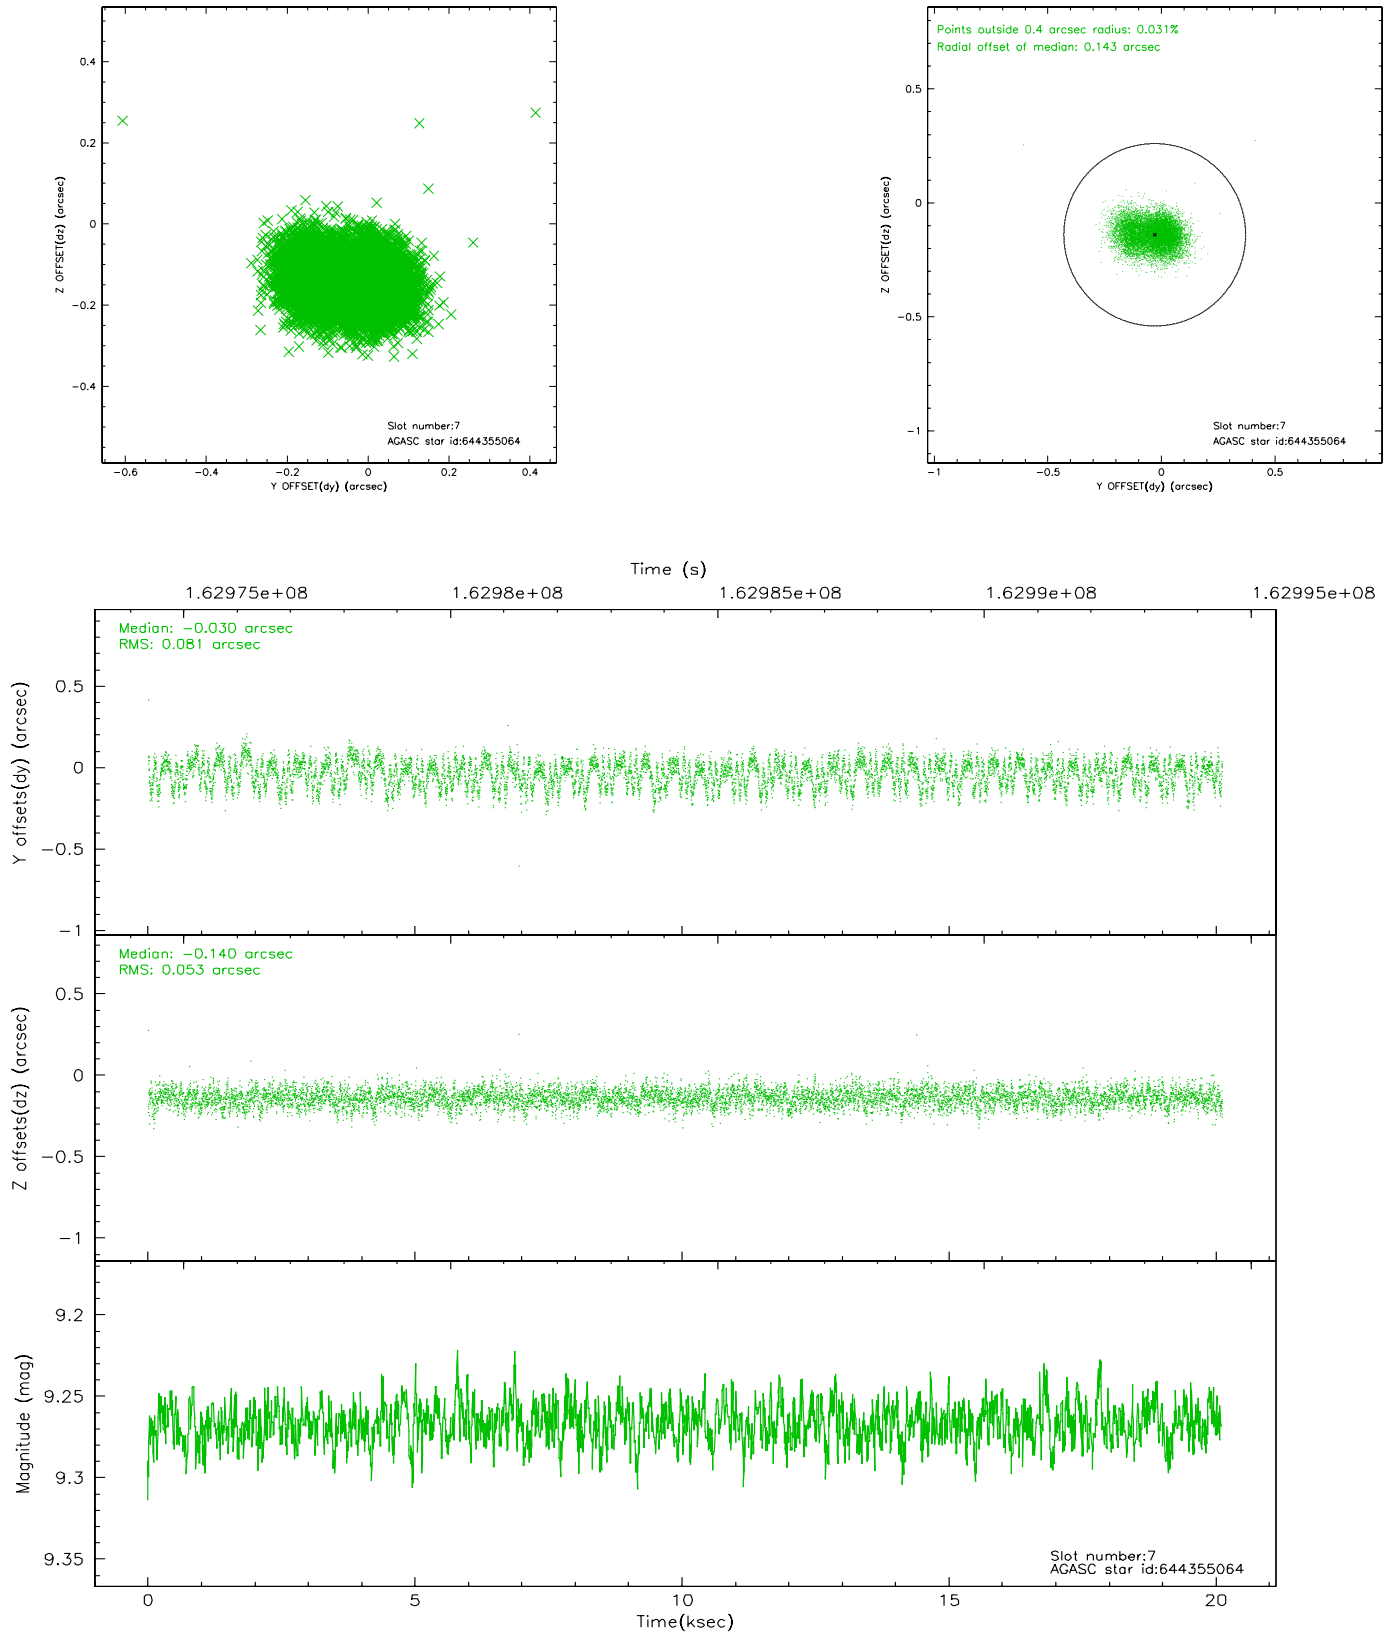 0.4
0.2
0
−0.2
−0.4
Z OFFSET(dz) (arcsec)
Slot number:7
AGASC star id:644355064
−0.6 −0.4 −0.2 0 0.2 0.4
Y OFFSET(dy) (arcsec)
Points outside 0.4 arcsec radius: 0.031%
Radial offset of median: 0.143 arcsec
0.5
0
−0.5
−1
Z OFFSET(dz) (arcsec)
Slot number:7
AGASC star id:644355064
−1 −0.5 0 0.5
Y OFFSET(dy) (arcsec)
Time (s)
1.62975e+08 1.6298e+08 1.62985e+08 1.6299e+08 1.62995e+08
Median: −0.030 arcsec
RMS: 0.081 arcsec
0.5
0
−0.5
−1
Y offsets(dy) (arcsec)
Median: −0.140 arcsec
RMS: 0.053 arcsec
0.5
0
−0.5
−1
Z offsets(dz) (arcsec)
9.2
9.25
9.3
9.35
Magnitude (mag)
Slot number:7
AGASC star id:644355064
0 5 10 15 20
Time(ksec)